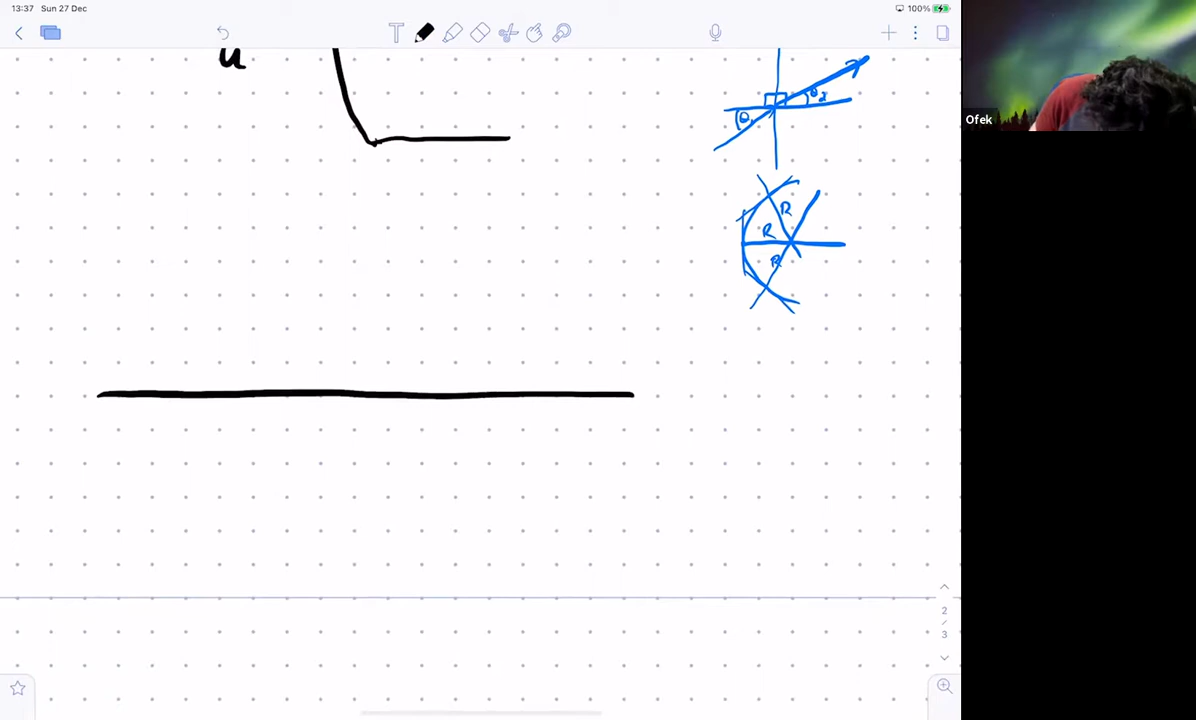 13:37 Sun 27 Dec
100%
T
u
θ₁
θ₂
R
R
R
Ofek
2
/
3